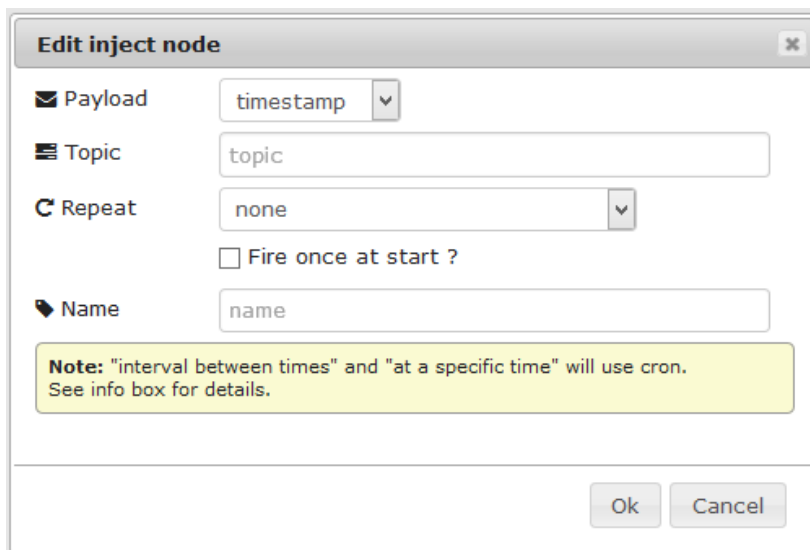 Edit inject node
Payload timestamp
Topic topic
Repeat none
Fire once at start ?
Name name
Note: "interval between times" and "at a specific time" will use cron.
See info box for details.
Ok Cancel